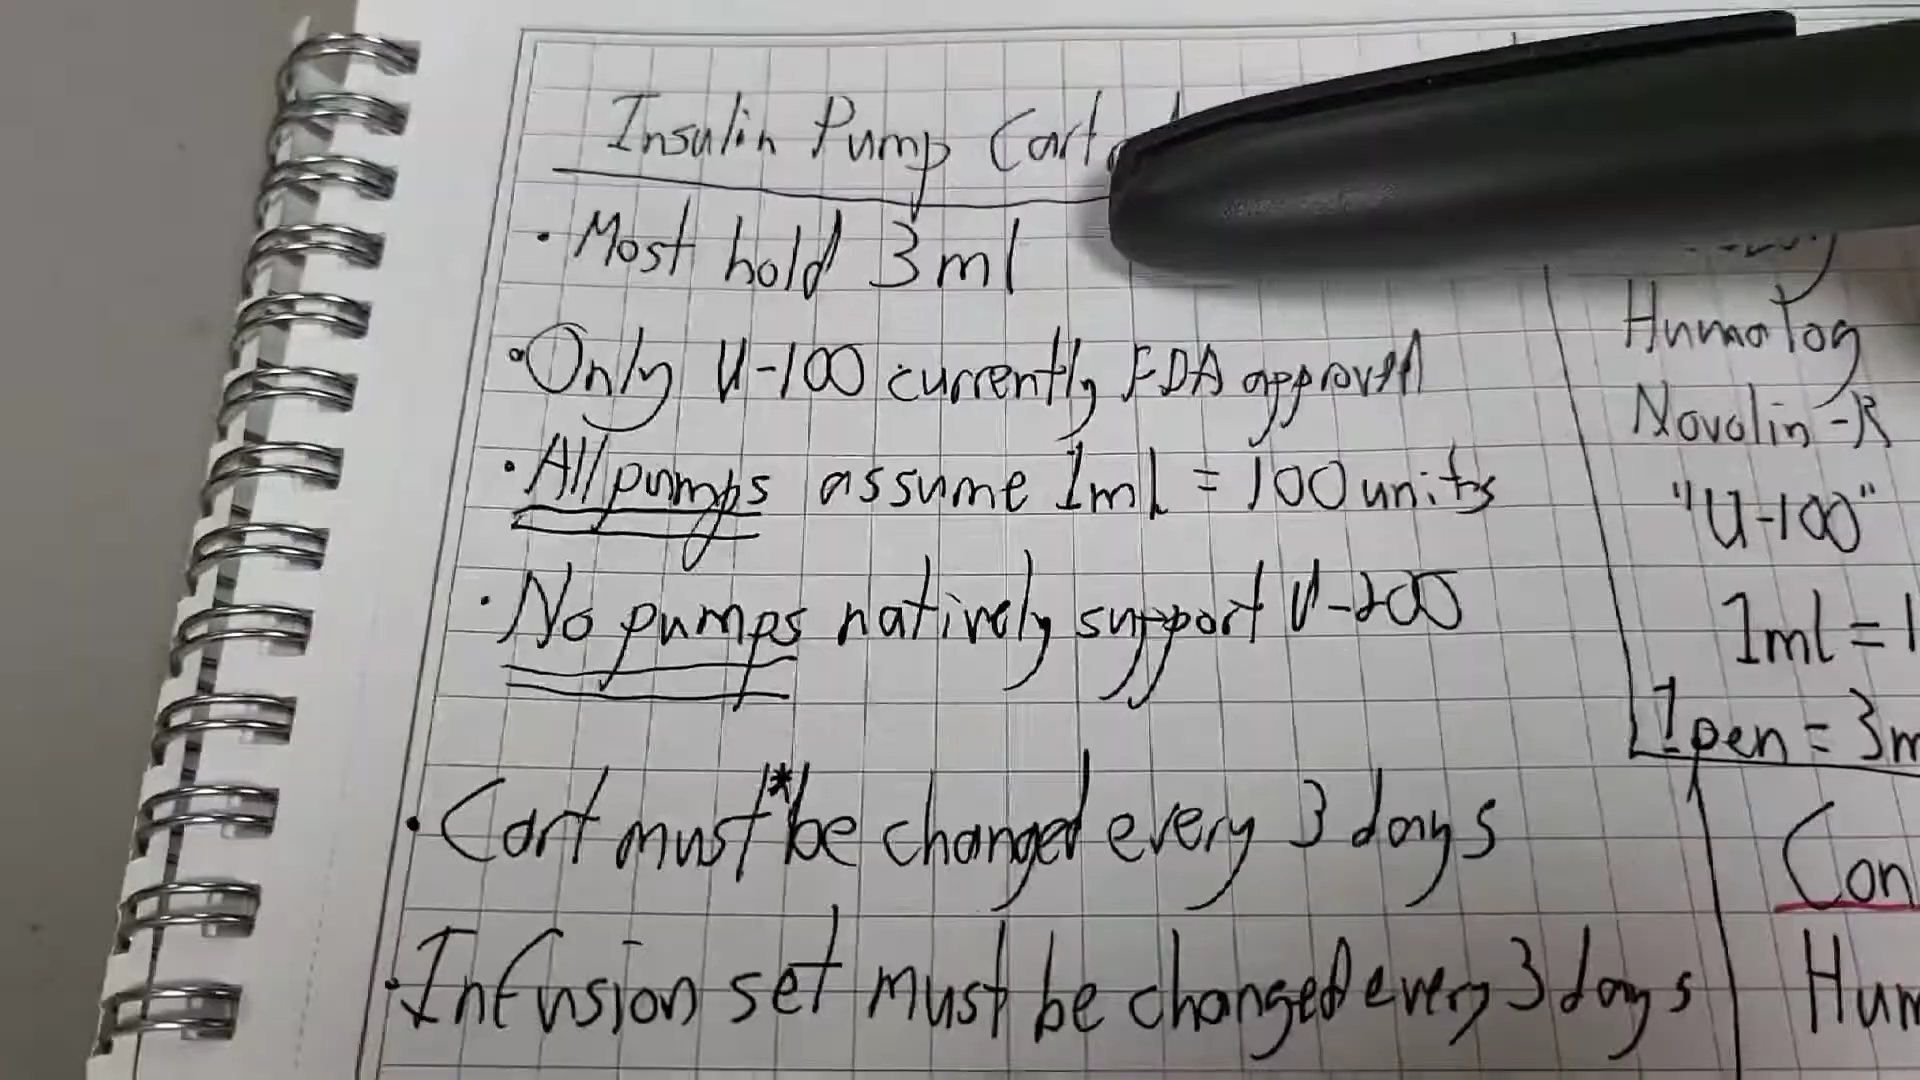 Insulin Pump
• Most hold 3ml
• Only U-100 currently FDA approved
• All pumps assume 1ml = 100 units
• No pumps natively support U-200
• Cart must* be changed every 3 days
• Infusion set must be changed every 3 days
Humalog
Novolin-R
"U-100"
1ml = 1
1 pen = 3m
Con
Hum